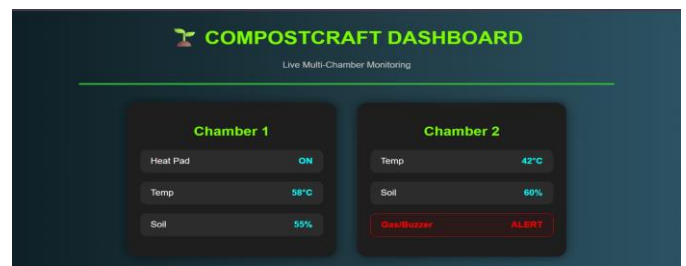 COMPOSTCRAFT DASHBOARD
Live Multi-Chamber Monitoring
Chamber 1
Heat Pad ON
Temp 58°C
Soil 55%
Chamber 2
Temp 42°C
Soil 60%
Gas/Buzzer ALERT